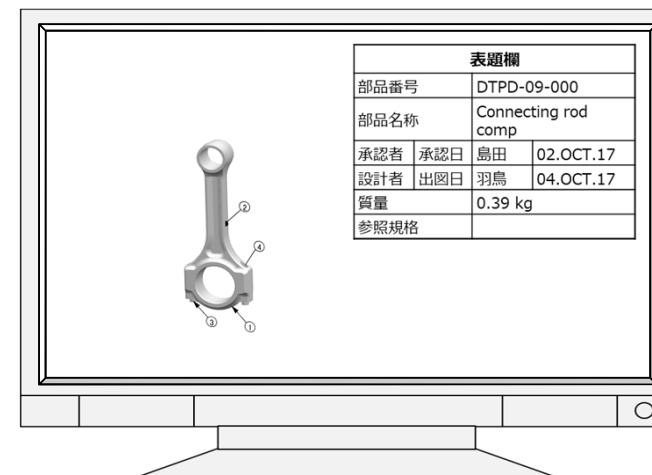 表題欄
部品番号 DTPD-09-000
部品名称 Connecting rod
comp
承認者 承認日 島田 02.OCT.17
設計者 出図日 羽鳥 04.OCT.17
質量 0.39 kg
参照規格
②
④
③ ①